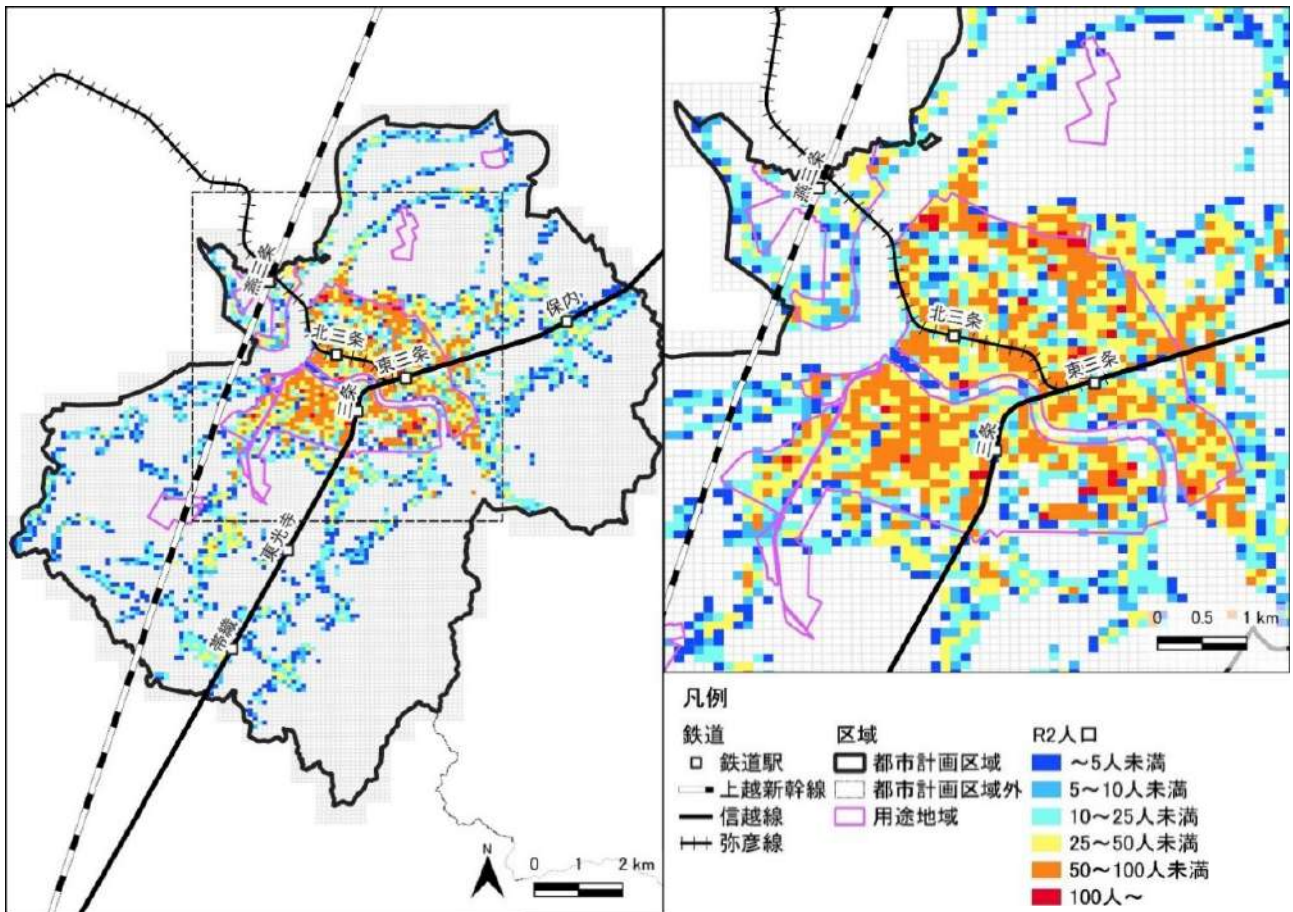 燕三条
保内
北三条
東三条
三条
東光寺
帯織
N
0 1 2 km
燕三条
北三条
東三条
三条
0 0.5 1 km
凡例
鉄道
鉄道駅
上越新幹線
信越線
弥彦線
区域
都市計画区域
都市計画区域外
用途地域
R2人口
～5人未満
5～10人未満
10～25人未満
25～50人未満
50～100人未満
100人～